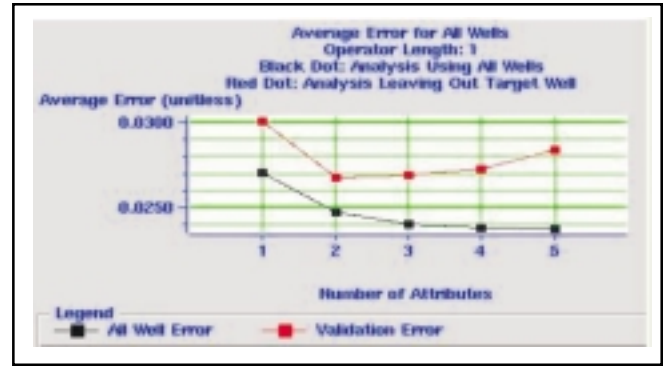 Average Error for All Wells
Operator Length: 1
Black Dot: Analysis Using All Wells
Red Dot: Analysis Leaving Out Target Well
Average Error (unitless)
0.0300
0.0250
1 2 3 4 5
Number of Attributes
Legend
All Well Error
Validation Error